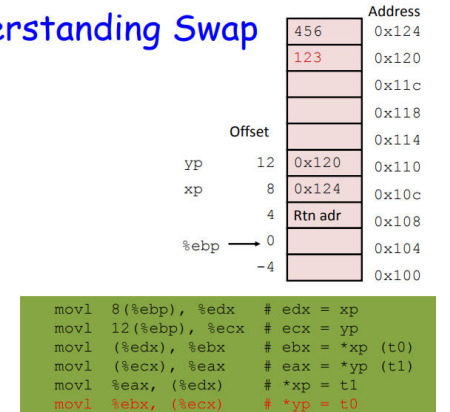 erstanding Swap
Address
456 0x124
123 0x120
0x11c
0x118
0x114
Offset
yp 12 0x120 0x110
xp 8 0x124 0x10c
4 Rtn adr 0x108
%ebp 0 0x104
-4 0x100
movl 8(%ebp), %edx # edx = xp
movl 12(%ebp), %ecx # ecx = yp
movl (%edx), %ebx # ebx = *xp (t0)
movl (%ecx), %eax # eax = *yp (t1)
movl %eax, (%edx) # *xp = t1
movl %ebx, (%ecx) # *yp = t0